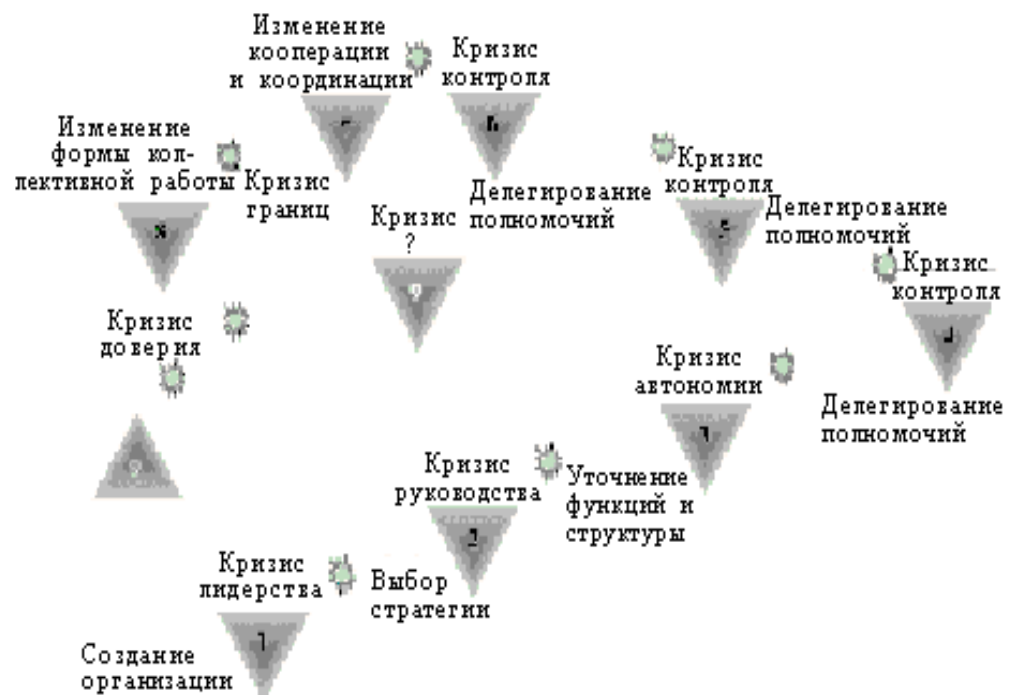 Изменение
кооперации
и координации
Кризис
контроля
Изменение
формы кол-
лективной работы
Кризис
границ
Кризис
?
Делегирование
полномочий
Кризис
контроля
Делегирование
полномочий
Кризис
контроля
Кризис
доверия
Кризис
автономии
Делегирование
полномочий
Кризис
руководства
Уточнение
функций и
структуры
Кризис
лидерства
Выбор
стратегии
1
Создание
организации